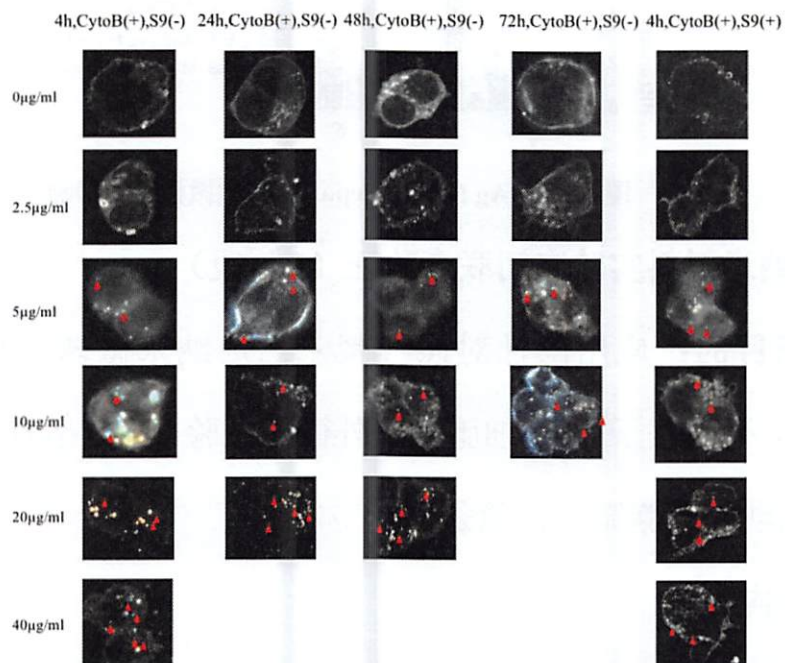 4h,CytoB(+),S9(-) 24h,CytoB(+),S9(-) 48h,CytoB(+),S9(-) 72h,CytoB(+),S9(-) 4h,CytoB(+),S9(+)
0μg/ml
2.5μg/ml
5μg/ml
10μg/ml
20μg/ml
40μg/ml